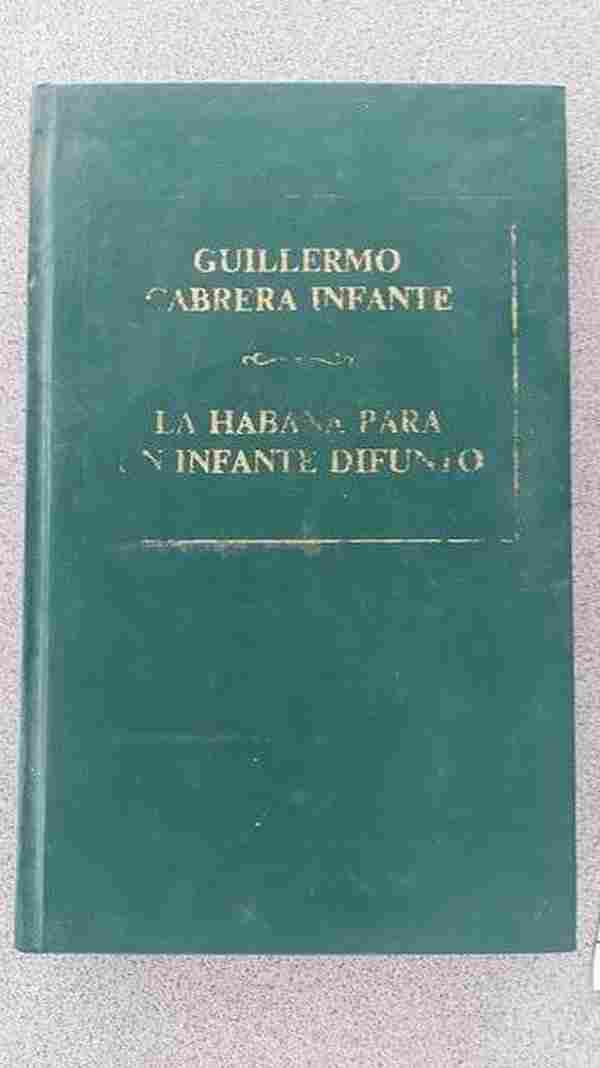 GUILLERMO
CABRERA INFANTE
LA HABANA PARA
UN INFANTE DIFUNTO